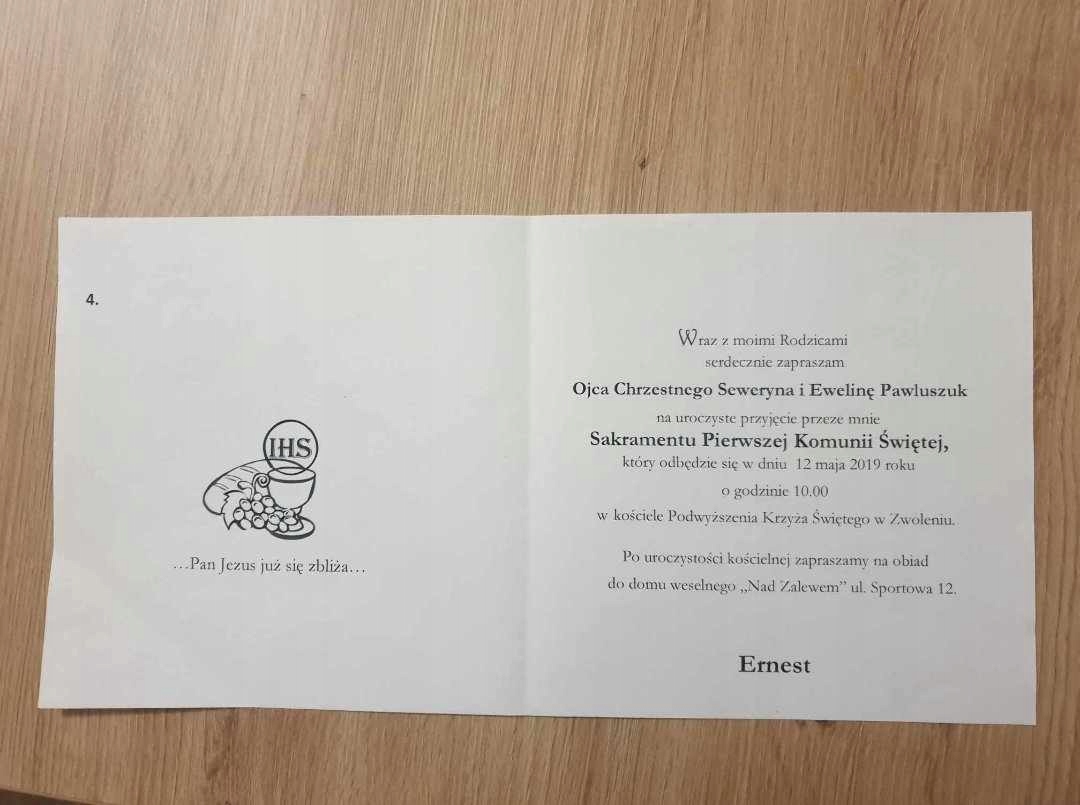 4.
IHS
...Pan Jezus już się zbliża...
Wraz z moimi Rodzicami
serdecznie zapraszam
Ojca Chrzestnego Seweryna i Ewelinę Pawluszuk
na uroczyste przyjęcie przeze mnie
Sakramentu Pierwszej Komunii Świętej,
który odbędzie się w dniu 12 maja 2019 roku
o godzinie 10.00
w kościele Podwyższenia Krzyża Świętego w Zwoleniu.
Po uroczystości kościelnej zapraszamy na obiad
do domu weselnego „Nad Zalewem” ul. Sportowa 12.
Ernest